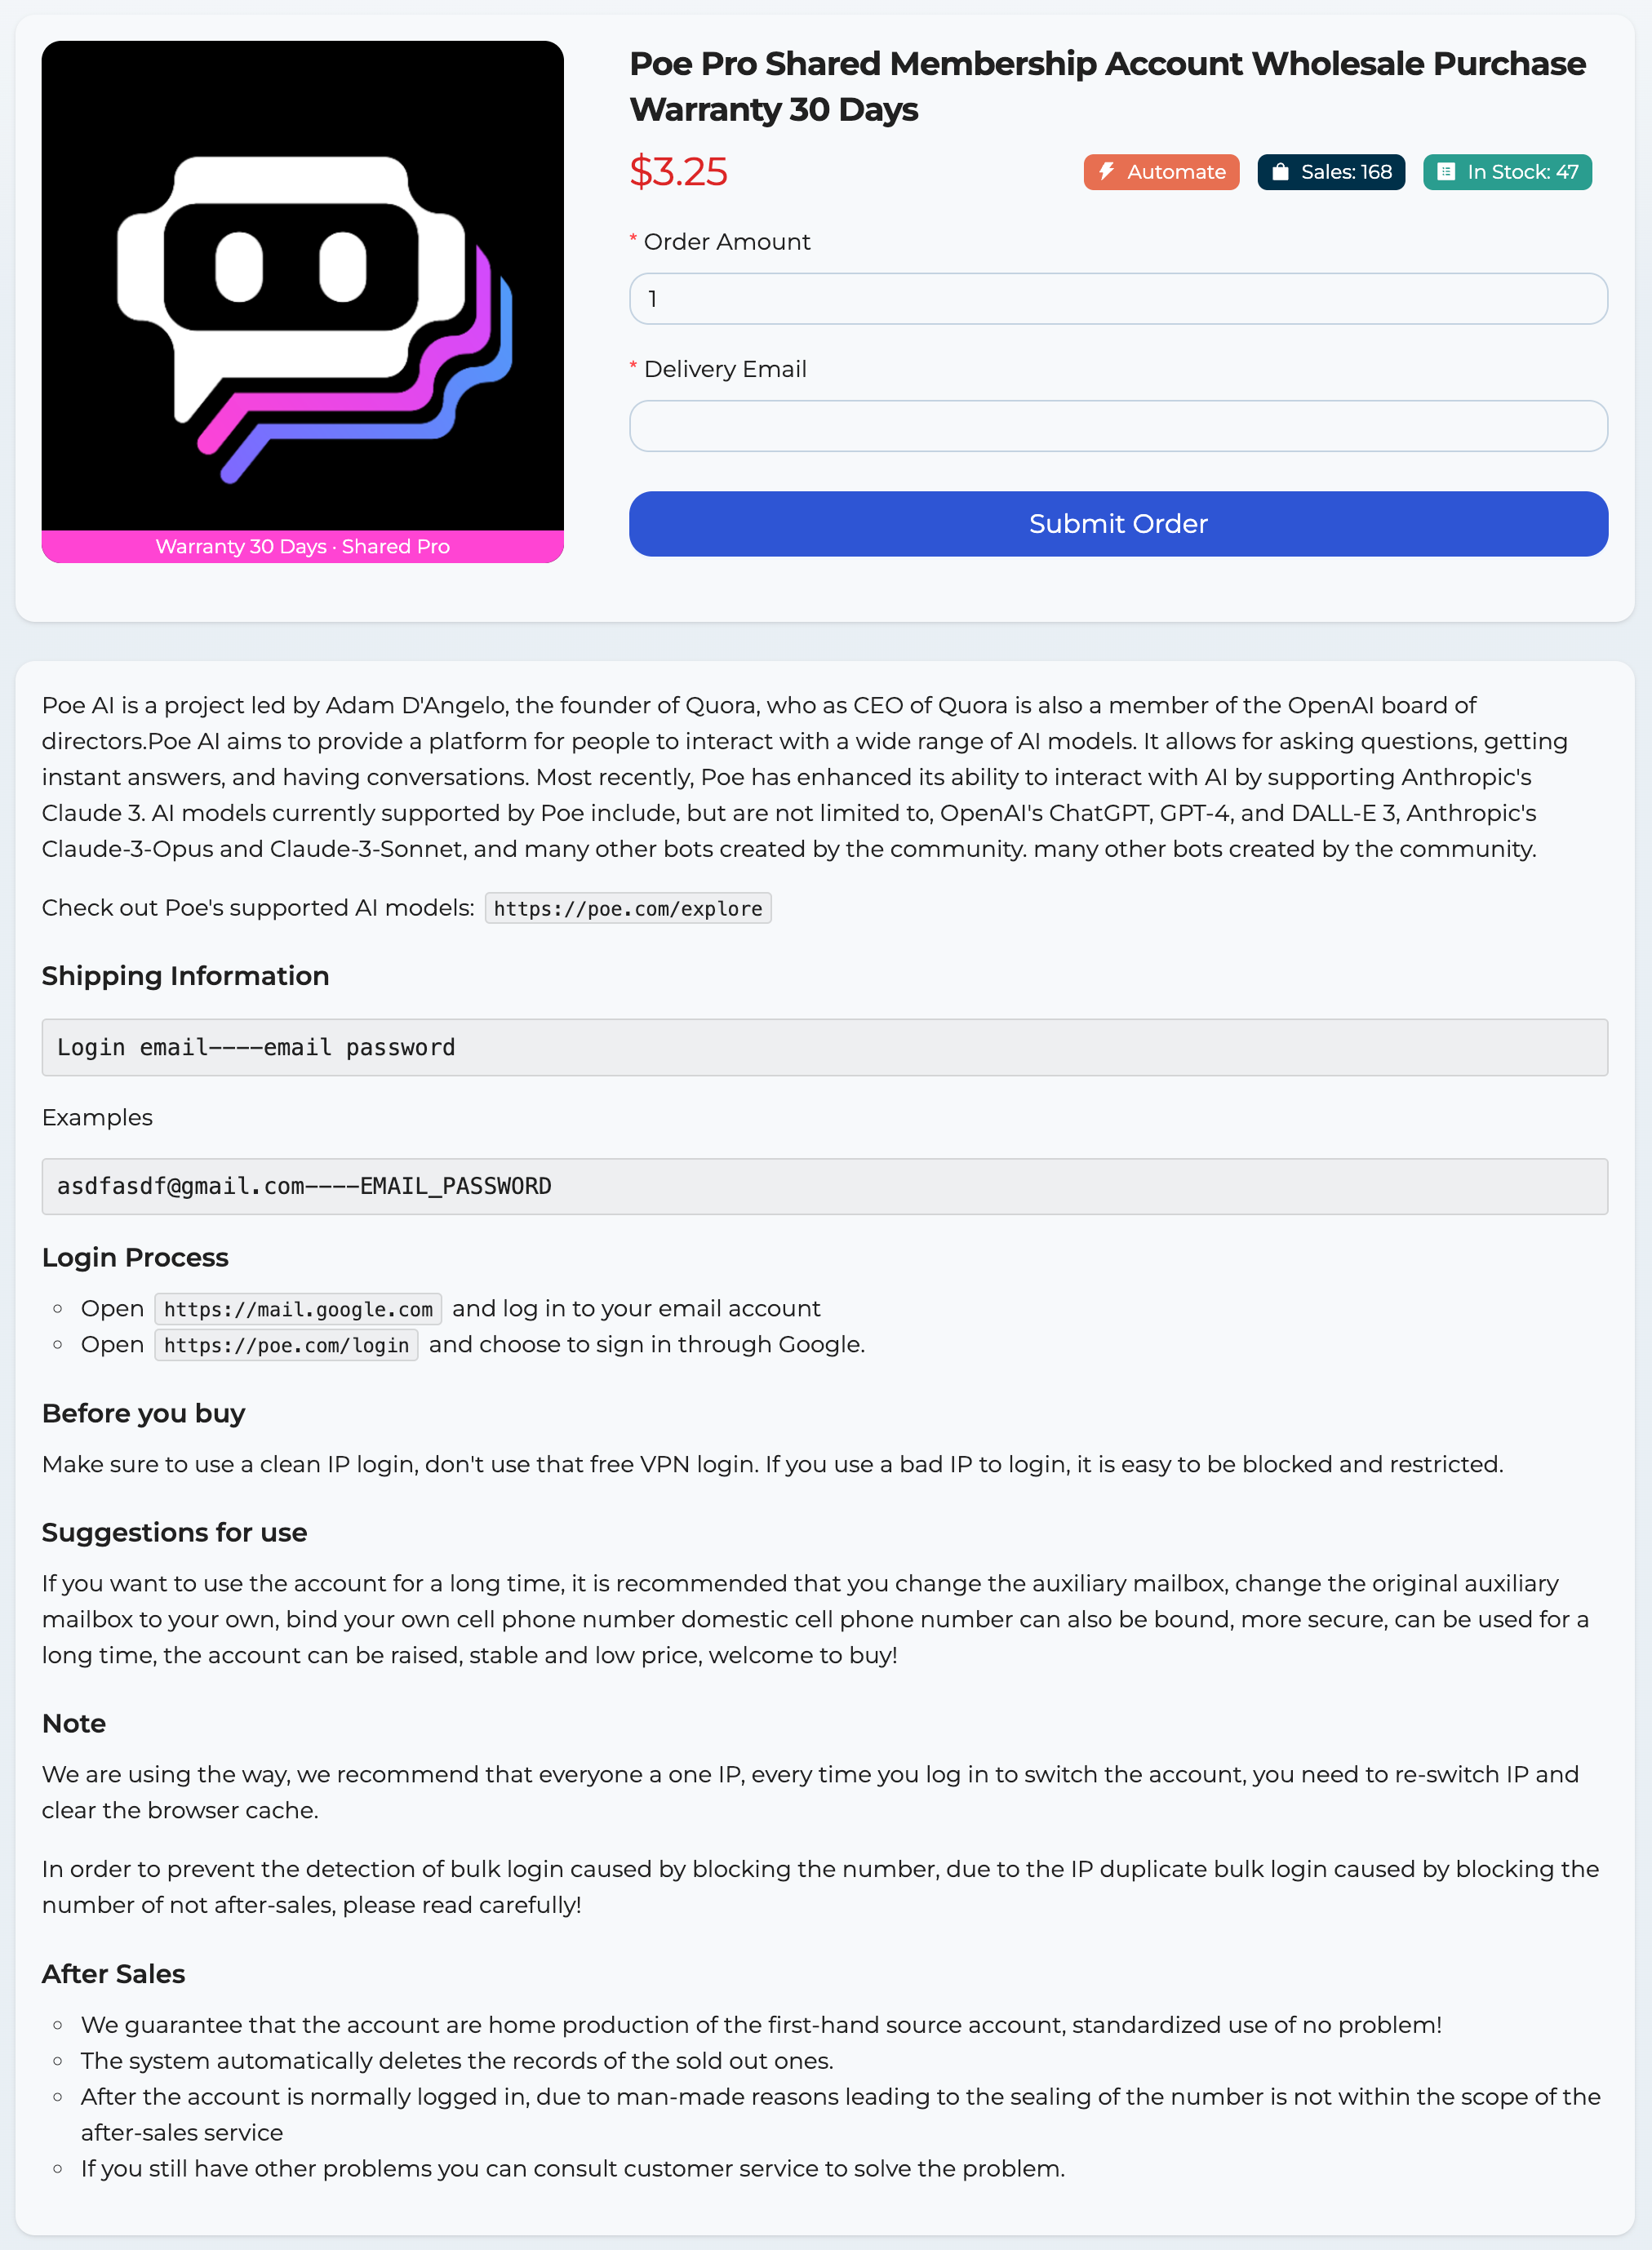 Poe Pro Shared Membership Account Wholesale Purchase
Warranty 30 Days
$3.25
Automate
Sales: 168
In Stock: 47
* Order Amount
1
* Delivery Email
Submit Order
Warranty 30 Days · Shared Pro
Poe AI is a project led by Adam D'Angelo, the founder of Quora, who as CEO of Quora is also a member of the OpenAI board of
directors.Poe AI aims to provide a platform for people to interact with a wide range of AI models. It allows for asking questions, getting
instant answers, and having conversations. Most recently, Poe has enhanced its ability to interact with AI by supporting Anthropic's
Claude 3. AI models currently supported by Poe include, but are not limited to, OpenAI's ChatGPT, GPT-4, and DALL-E 3, Anthropic's
Claude-3-Opus and Claude-3-Sonnet, and many other bots created by the community. many other bots created by the community.
Check out Poe's supported AI models: https://poe.com/explore
Shipping Information
Login email----email password
Examples
asdfasdf@gmail.com----EMAIL_PASSWORD
Login Process
Open https://mail.google.com and log in to your email account
Open https://poe.com/login and choose to sign in through Google.
Before you buy
Make sure to use a clean IP login, don't use that free VPN login. If you use a bad IP to login, it is easy to be blocked and restricted.
Suggestions for use
If you want to use the account for a long time, it is recommended that you change the auxiliary mailbox, change the original auxiliary
mailbox to your own, bind your own cell phone number domestic cell phone number can also be bound, more secure, can be used for a
long time, the account can be raised, stable and low price, welcome to buy!
Note
We are using the way, we recommend that everyone a one IP, every time you log in to switch the account, you need to re-switch IP and
clear the browser cache.
In order to prevent the detection of bulk login caused by blocking the number, due to the IP duplicate bulk login caused by blocking the
number of not after-sales, please read carefully!
After Sales
We guarantee that the account are home production of the first-hand source account, standardized use of no problem!
The system automatically deletes the records of the sold out ones.
After the account is normally logged in, due to man-made reasons leading to the sealing of the number is not within the scope of the
after-sales service
If you still have other problems you can consult customer service to solve the problem.